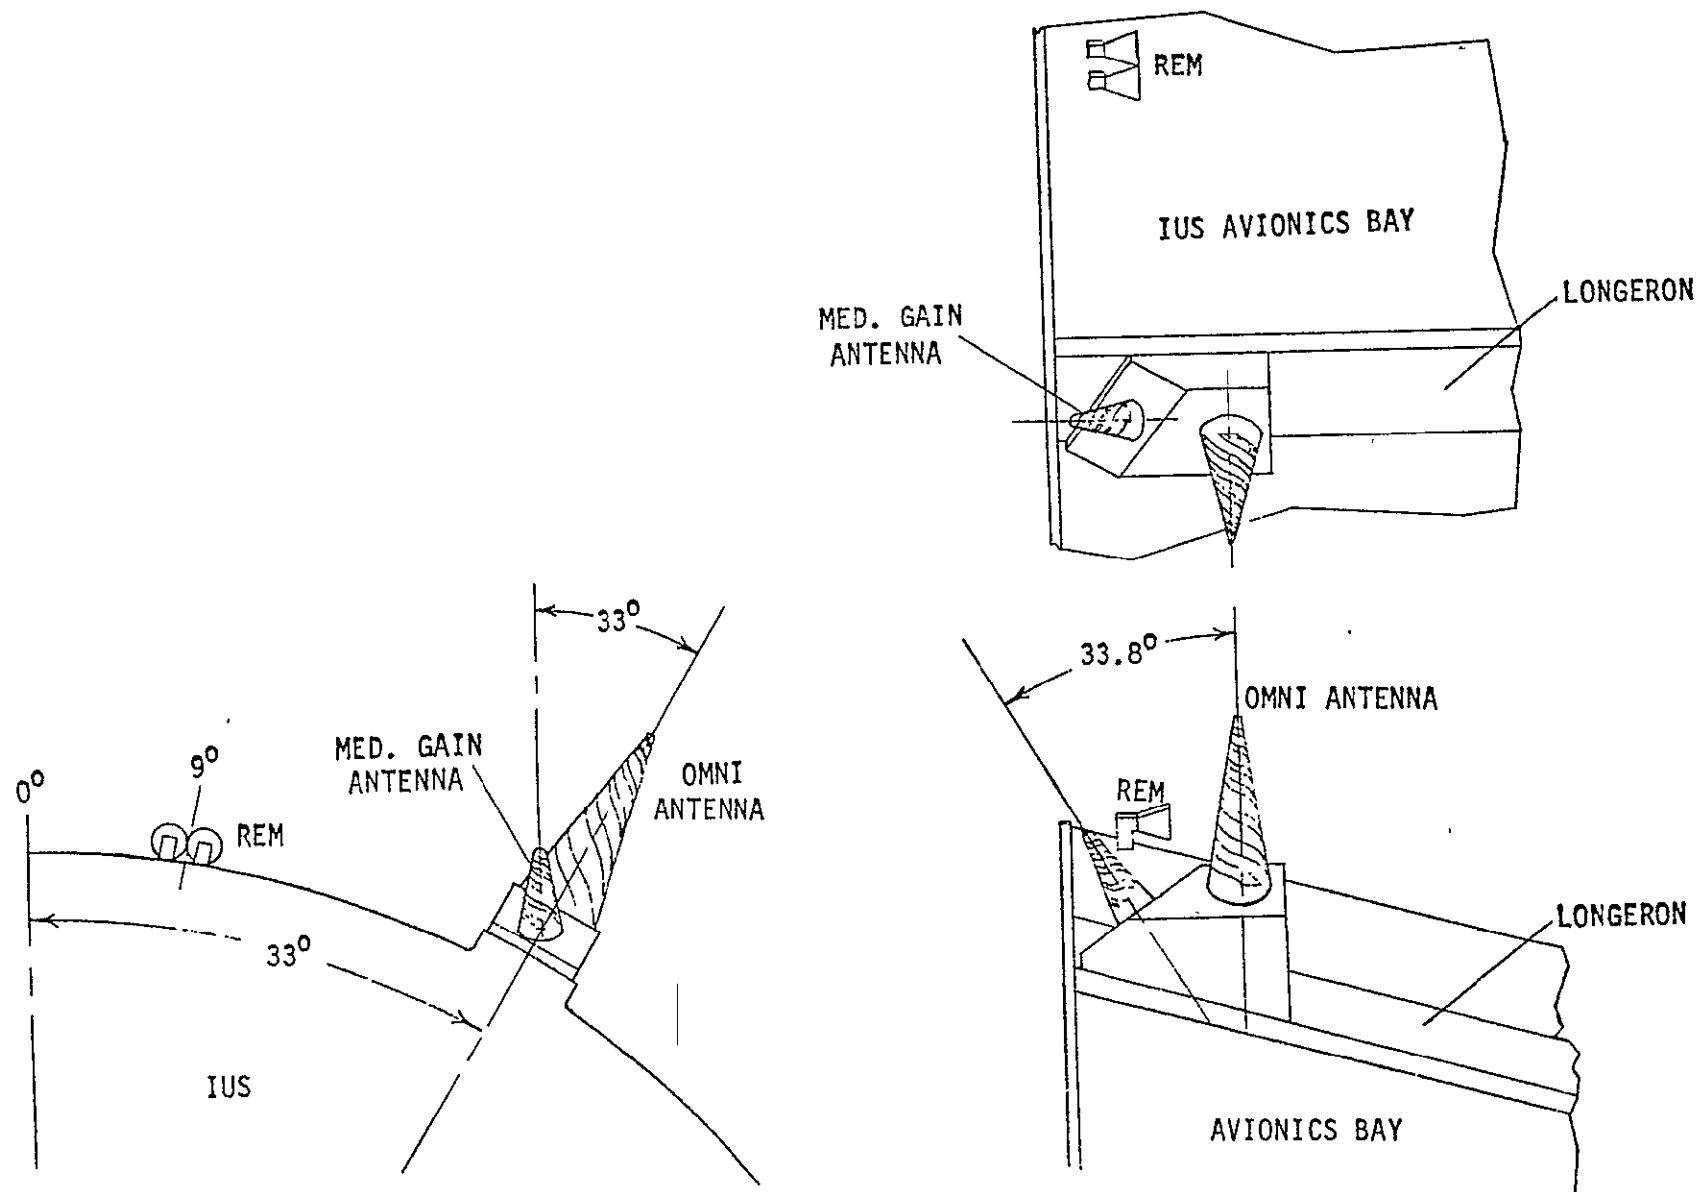 REM
IUS AVIONICS BAY
LONGERON
MED. GAIN
ANTENNA
33°
MED. GAIN
ANTENNA
OMNI
ANTENNA
0°
9°
REM
33°
IUS
33.8°
OMNI ANTENNA
REM
LONGERON
AVIONICS BAY